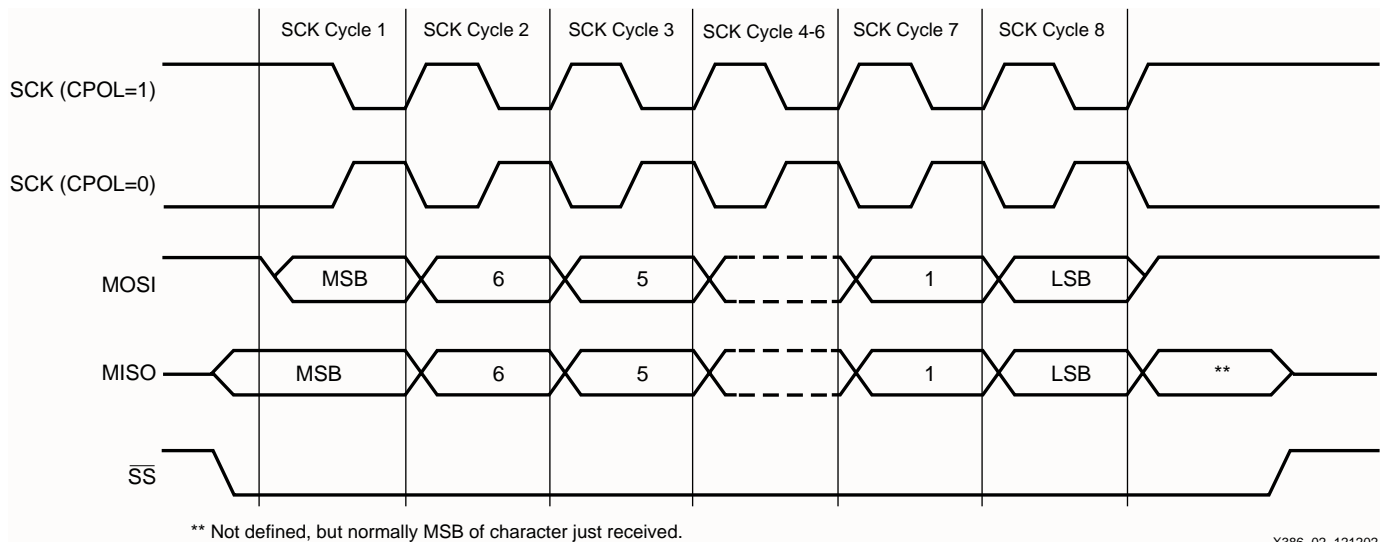 SCK Cycle 1 SCK Cycle 2 SCK Cycle 3 SCK Cycle 4-6 SCK Cycle 7 SCK Cycle 8
SCK (CPOL=1)
SCK (CPOL=0)
MOSI MSB 6 5 1 LSB
MISO MSB 6 5 1 LSB **
SS
** Not defined, but normally MSB of character just received.
X386_02_121202